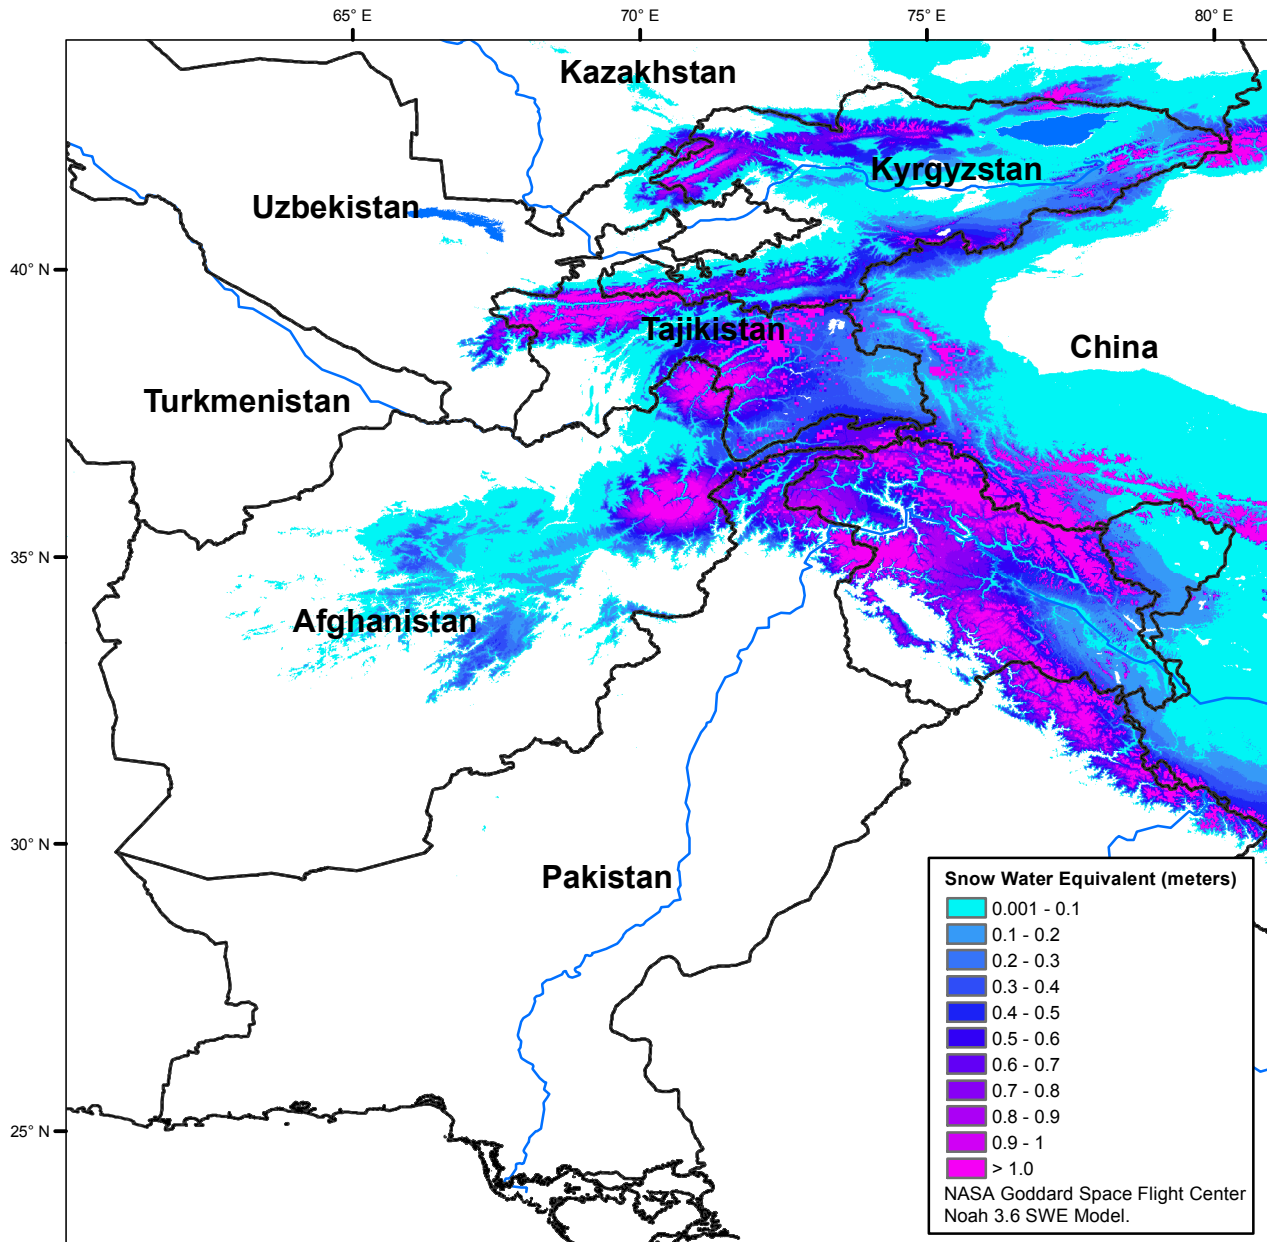 65° E
70° E
75° E
80° E
Kazakhstan
Kyrgyzstan
Uzbekistan
40° N
Tajikistan
China
Turkmenistan
35° N
Afghanistan
30° N
Pakistan
25° N
Snow Water Equivalent (meters)
0.001 - 0.1
0.1 - 0.2
0.2 - 0.3
0.3 - 0.4
0.4 - 0.5
0.5 - 0.6
0.6 - 0.7
0.7 - 0.8
0.8 - 0.9
0.9 - 1
> 1.0
NASA Goddard Space Flight Center
Noah 3.6 SWE Model.